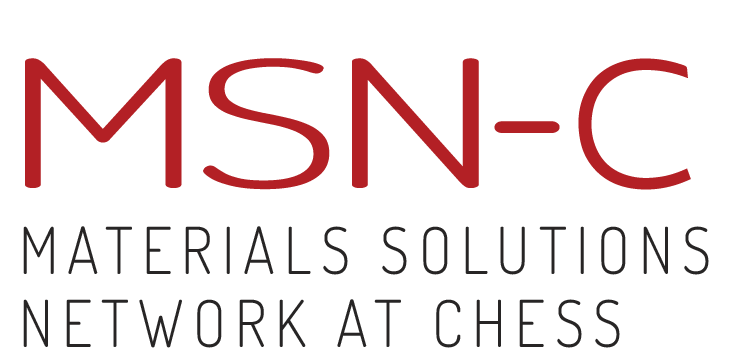 MSN-C
MATERIALS SOLUTIONS
NETWORK AT CHESS